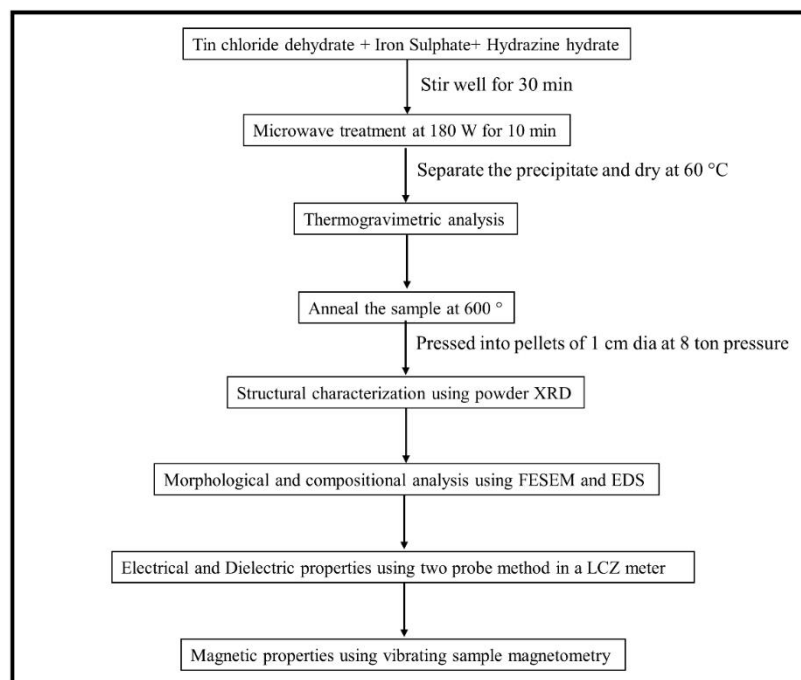 Tin chloride dehydrate + Iron Sulphate+ Hydrazine hydrate
Stir well for 30 min
Microwave treatment at 180 W for 10 min
Separate the precipitate and dry at 60 °C
Thermogravimetric analysis
Anneal the sample at 600 °
Pressed into pellets of 1 cm dia at 8 ton pressure
Structural characterization using powder XRD
Morphological and compositional analysis using FESEM and EDS
Electrical and Dielectric properties using two probe method in a LCZ meter
Magnetic properties using vibrating sample magnetometry